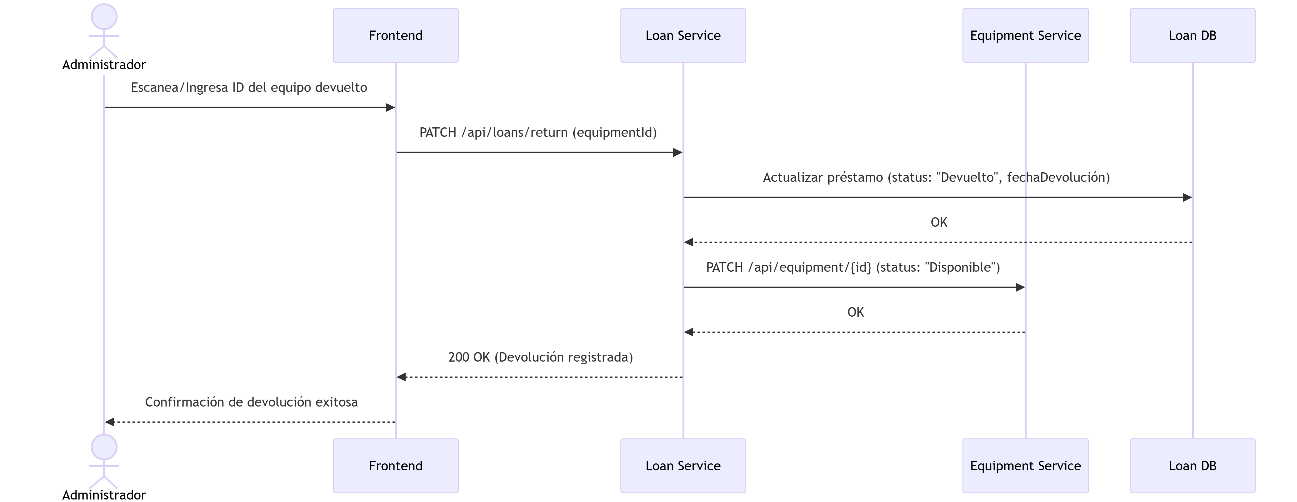 Administrador
Frontend
Loan Service
Equipment Service
Loan DB
Escanea/Ingresa ID del equipo devuelto
PATCH /api/loans/return (equipmentId)
Actualizar préstamo (status: "Devuelto", fechaDevolución)
OK
PATCH /api/equipment/{id} (status: "Disponible")
OK
200 OK (Devolución registrada)
Confirmación de devolución exitosa
Administrador
Frontend
Loan Service
Equipment Service
Loan DB